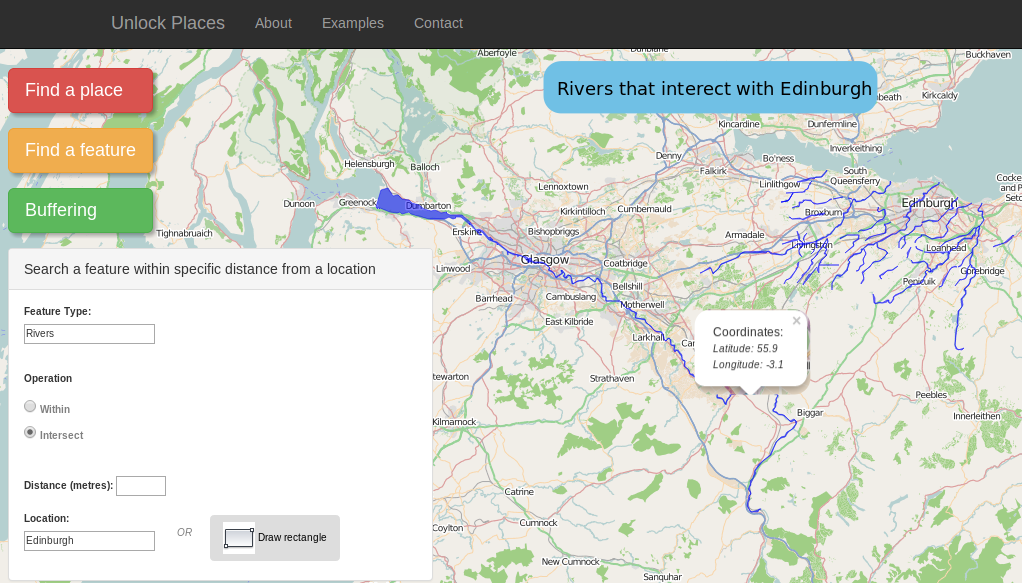 Unlock Places About Examples Contact
Find a place
Find a feature
Buffering
Search a feature within specific distance from a location
Feature Type:
Rivers
Operation
Within
Intersect
Distance (metres):
Location:
Edinburgh
OR
Draw rectangle
Rivers that interect with Edinburgh
Coordinates:
×
Latitude: 55.9
Longitude: -3.1
Aberfoyle
Dunblane
Buckhaven
Kirkcaldy
Kincardine
Dunfermline
Inverkeithing
Helensburgh
Balloch
Denny
Falkirk
Bo'ness
South
Queensferry
Linlithgow
Lennoxtown
Dunoon
Greenock
Dumbarton
Kirkintilloch
Cumbernauld
Broxburn
Edinburgh
Tighnabruaich
Erskine
Bishopbriggs
Armadale
Livingston
Loanhead
Linwood
Glasgow
Coatbridge
Gorebridge
Penicuik
Barrhead
Cambuslang
Bellshill
Motherwell
East Kilbride
Larkhall
Strathaven
Peebles
Kilmarnock
Biggar
Innerleithen
Catrine
Cumnock
New Cumnock
Sanquhar